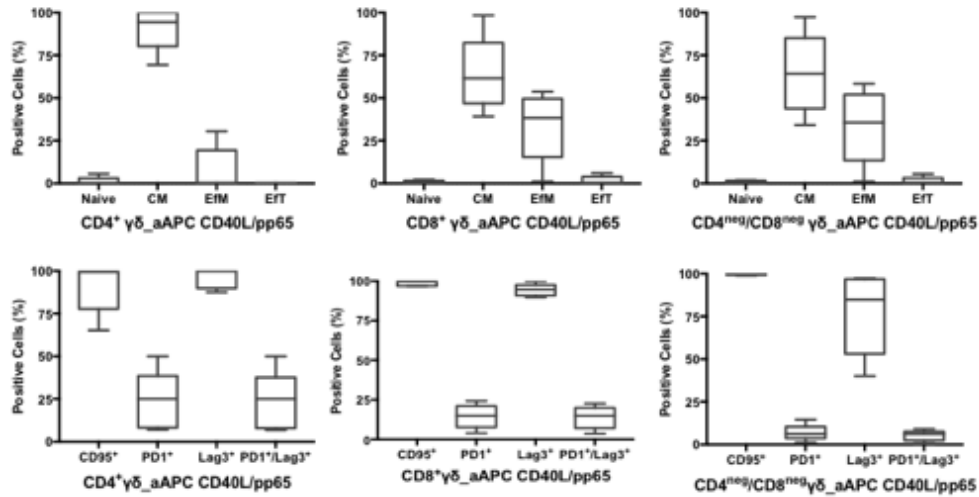 Positive Cells (%)
100
75
50
25
0
Naive CM EfM EfT
CD4⁺ γδ_aAPC CD40L/pp65
Positive Cells (%)
100
75
50
25
0
Naive CM EfM EfT
CD8⁺ γδ_aAPC CD40L/pp65
Positive Cells (%)
100
75
50
25
0
Naive CM EfM EfT
CD4ⁿᵉᵍ/CD8ⁿᵉᵍ γδ_aAPC CD40L/pp65
Positive Cells (%)
100
75
50
25
0
CD95⁺ PD1⁺ Lag3⁺ PD1⁺/Lag3⁺
CD4⁺γδ_aAPC CD40L/pp65
Positive Cells (%)
100
75
50
25
0
CD95⁺ PD1⁺ Lag3⁺ PD1⁺/Lag3⁺
CD8⁺γδ_aAPC CD40L/pp65
Positive Cells (%)
100
75
50
25
0
CD95⁺ PD1⁺ Lag3⁺ PD1⁺/Lag3⁺
CD4ⁿᵉᵍ/CD8ⁿᵉᵍγδ_aAPC CD40L/pp65